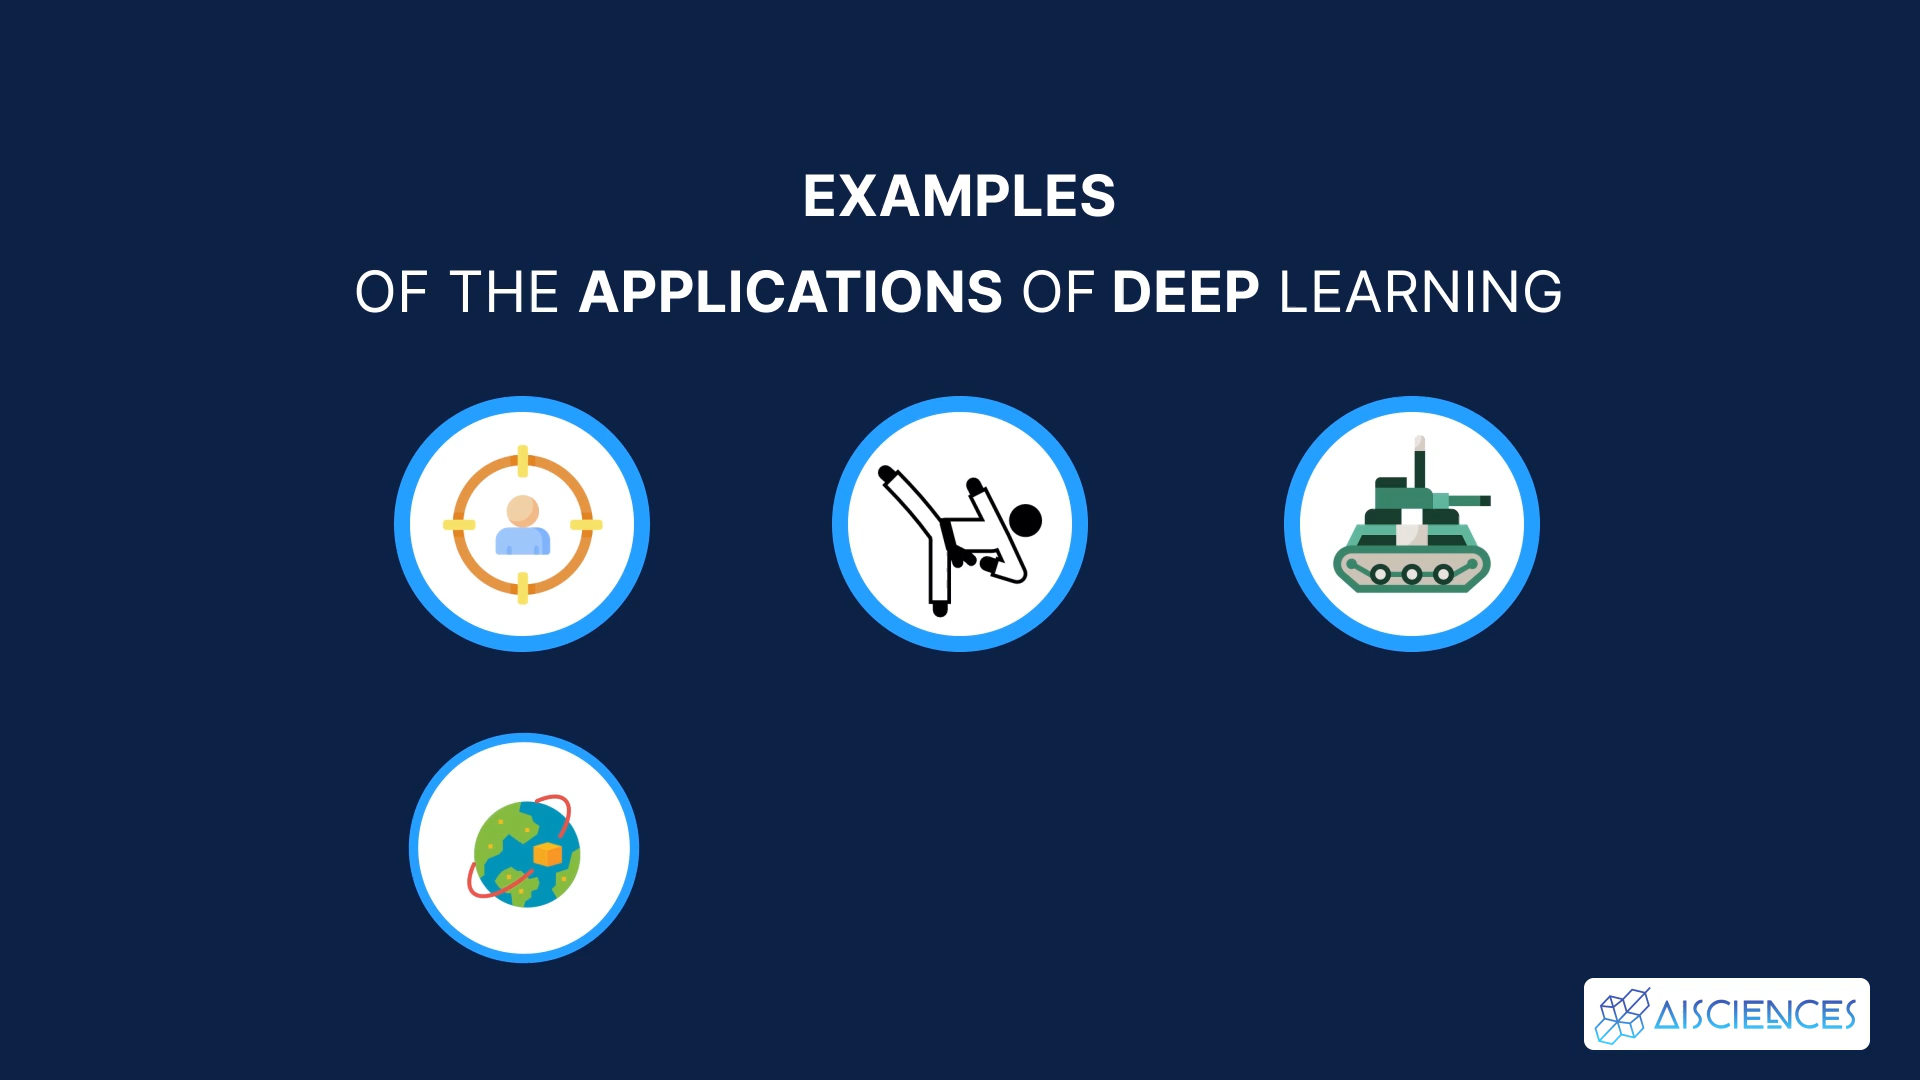 EXAMPLES
OF THE APPLICATIONS OF DEEP LEARNING
AISCIENCES